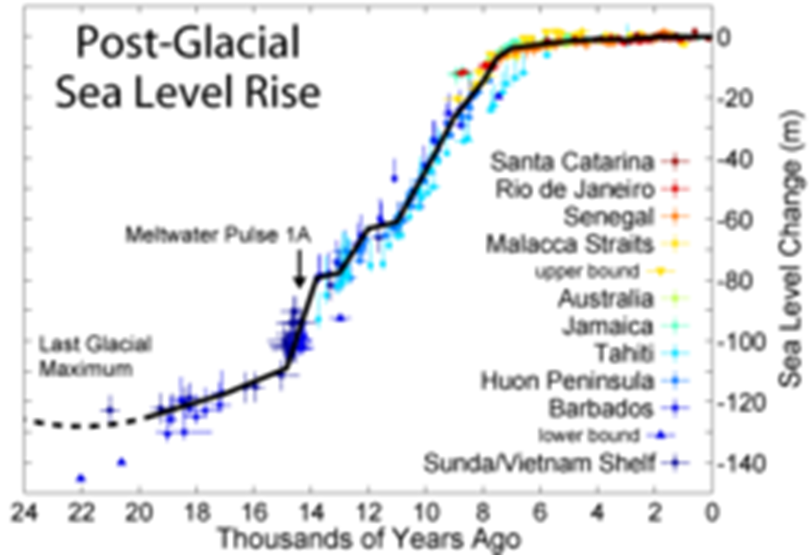 Post-Glacial
Sea Level Rise
0
-20
-40
-60
-80
-100
-120
-140
Sea Level Change (m)
Santa Catarina
Rio de Janeiro
Senegal
Malacca Straits
upper bound
Australia
Jamaica
Tahiti
Huon Peninsula
Barbados
lower bound
Sunda/Vietnam Shelf
Meltwater Pulse 1A
Last Glacial
Maximum
24 22 20 18 16 14 12 10 8 6 4 2 0
Thousands of Years Ago